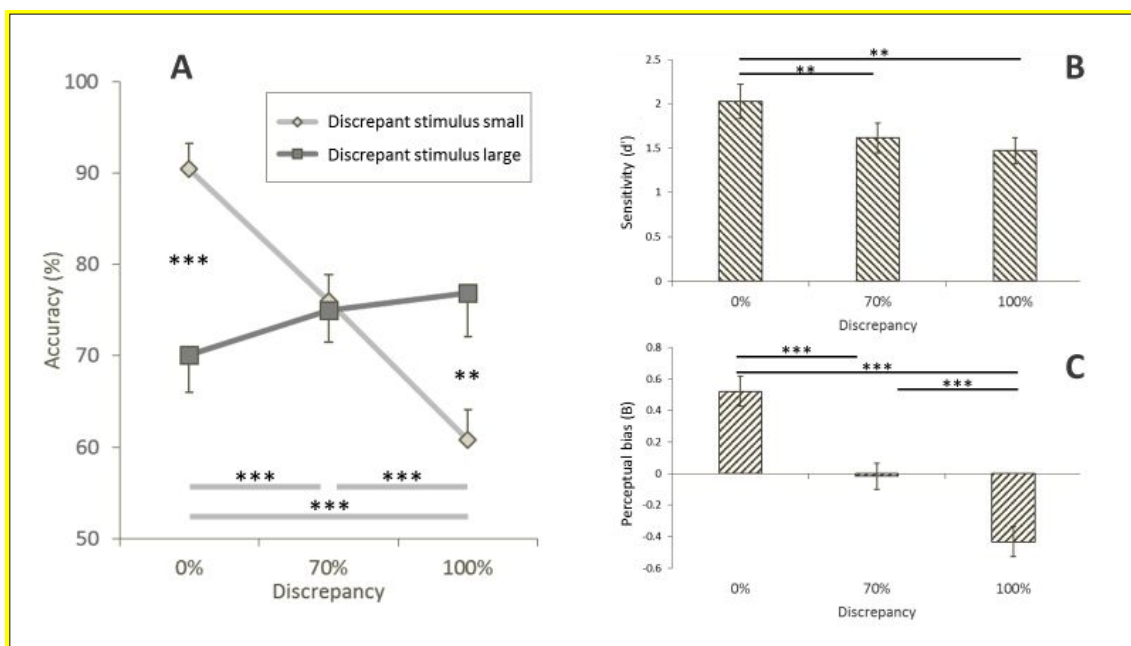 A
100
90
80
70
60
50
Accuracy (%)
Discrepant stimulus small
Discrepant stimulus large
***
**
*** ***
***
0% 70% 100%
Discrepancy
B
**
**
2.5
2
1.5
1
0.5
0
Sensitivity (d')
0% 70% 100%
Discrepancy
C
***
***
***
0.8
0.6
0.4
0.2
0
-0.2
-0.4
-0.6
Perceptual bias (B)
0% 70% 100%
Discrepancy